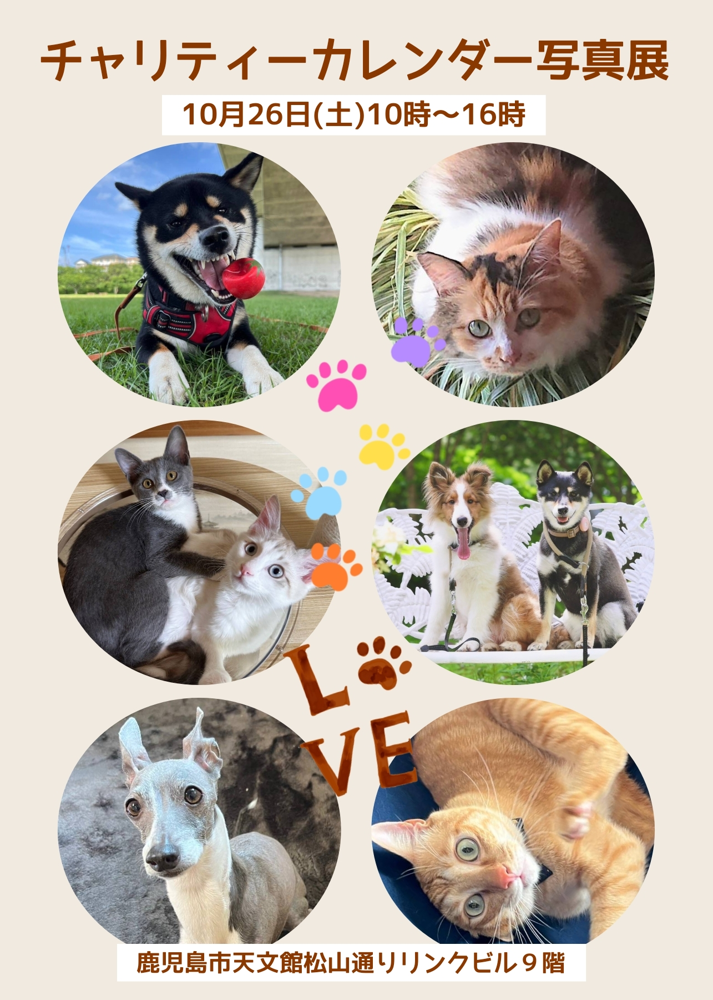 チャリティーカレンダー写真展
10月26日(土)10時～16時
L
VE
鹿児島市天文館松山通りリンクビル９階